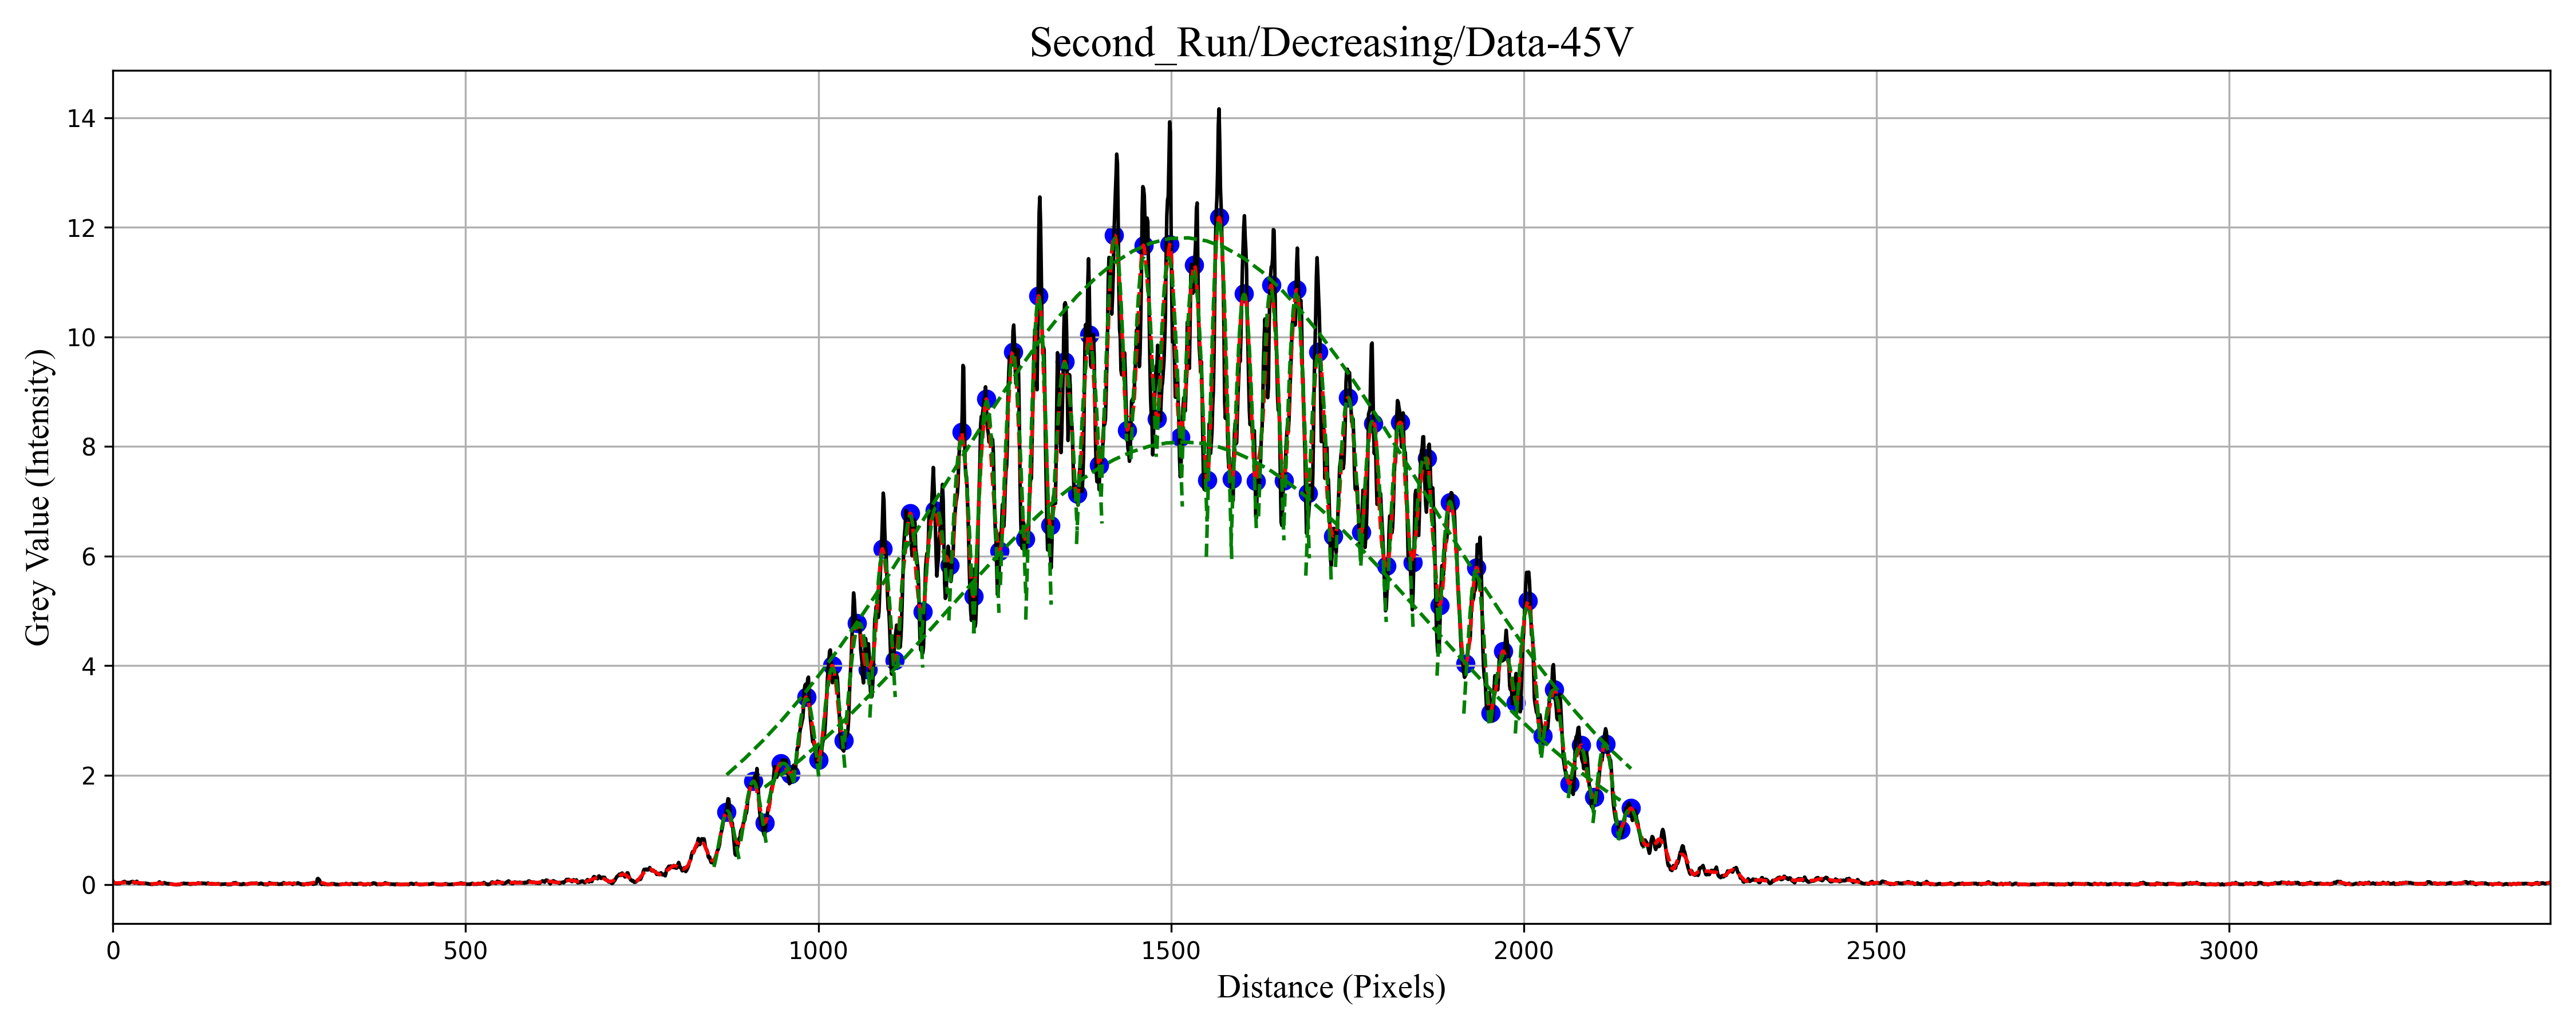 Second_Run/Decreasing/Data-45V
Grey Value (Intensity)
14
12
10
8
6
4
2
0
0 500 1000 1500 2000 2500 3000
Distance (Pixels)